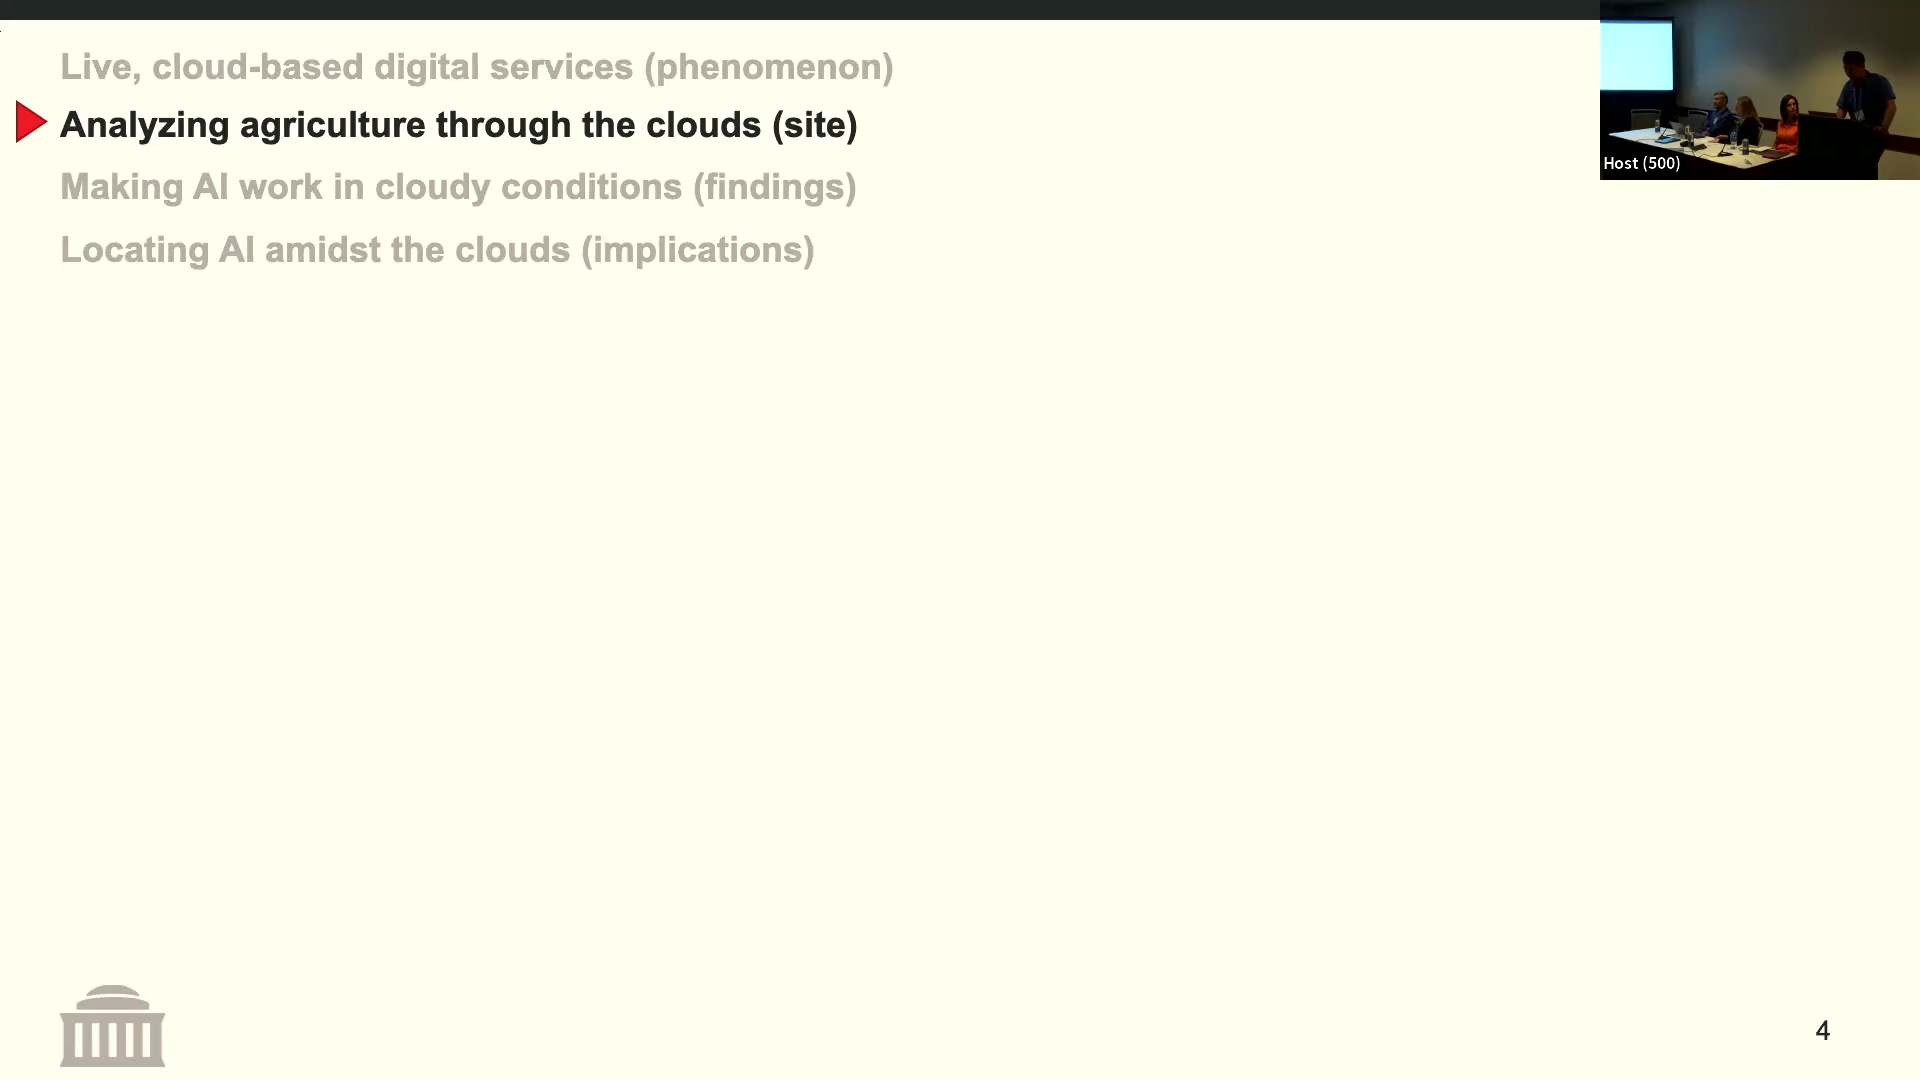 Live, cloud-based digital services (phenomenon)
Analyzing agriculture through the clouds (site)
Making AI work in cloudy conditions (findings)
Locating AI amidst the clouds (implications)
Host (500)
4